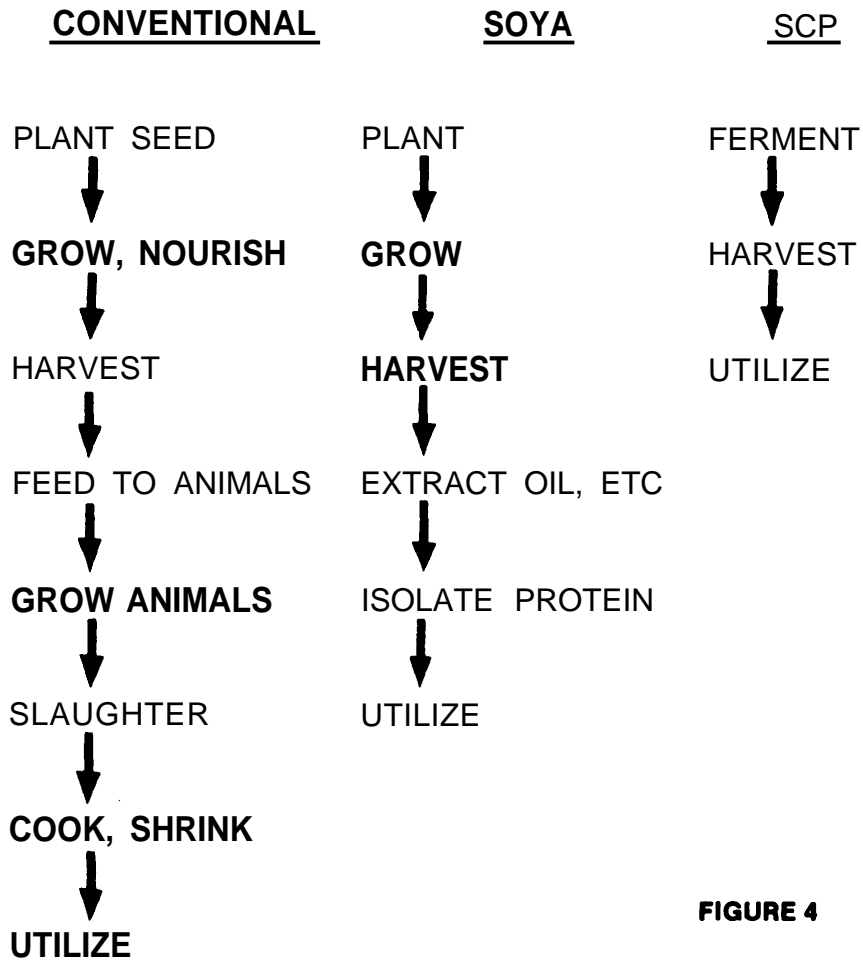 CONVENTIONAL SOYA SCP
PLANT SEED PLANT FERMENT
GROW, NOURISH GROW HARVEST
HARVEST HARVEST UTILIZE
FEED TO ANIMALS EXTRACT OIL, ETC
GROW ANIMALS ISOLATE PROTEIN
SLAUGHTER UTILIZE
COOK, SHRINK
FIGURE 4
UTILIZE